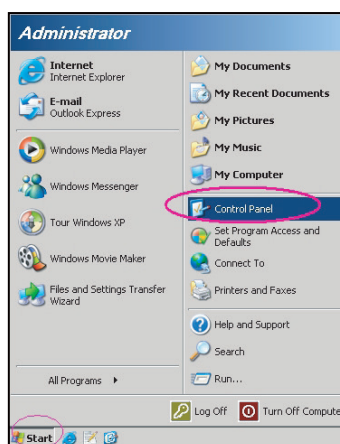 Administrator
Internet
Internet Explorer
E-mail
Outlook Express
Windows Media Player
Windows Messenger
Tour Windows XP
Windows Movie Maker
Files and Settings Transfer
Wizard
All Programs
My Documents
My Recent Documents
My Pictures
My Music
My Computer
Control Panel
Set Program Access and
Defaults
Connect To
Printers and Faxes
Help and Support
Search
Run...
Log Off
Turn Off Compute
Start